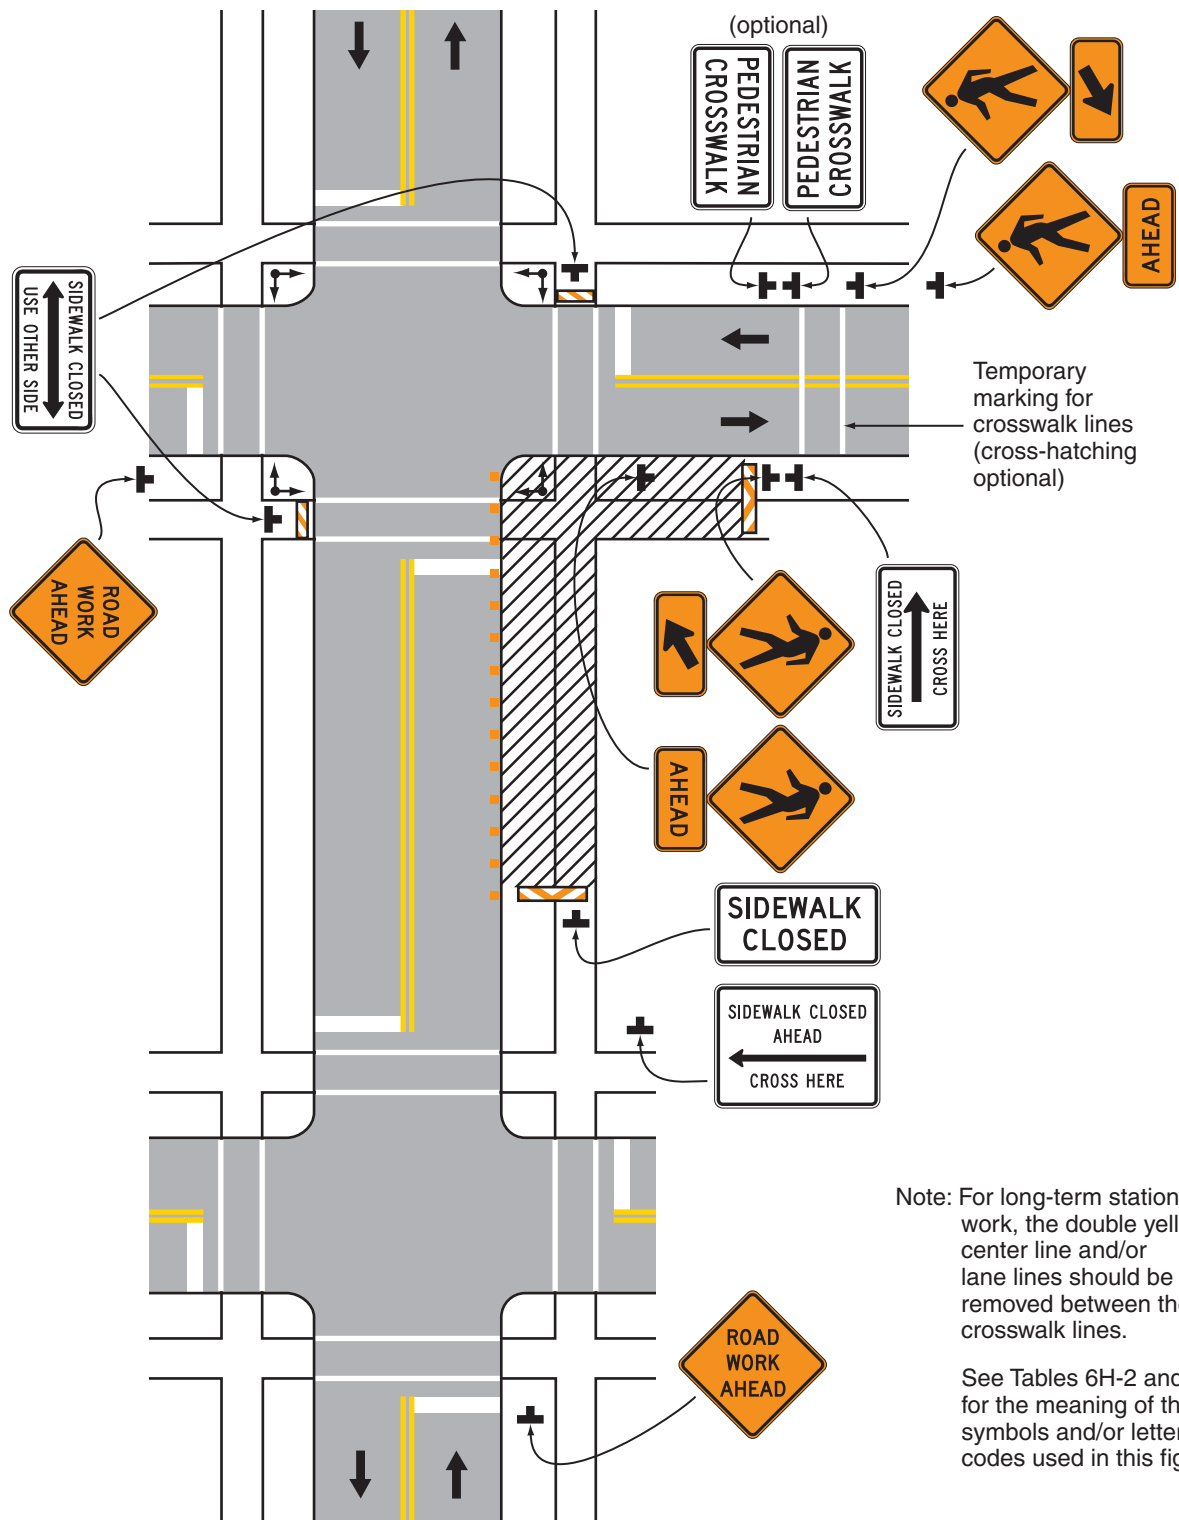 (optional)
PEDESTRIAN
CROSSWALK
PEDESTRIAN
CROSSWALK
AHEAD
SIDEWALK CLOSED
USE OTHER SIDE
Temporary
marking for
crosswalk lines
(cross-hatching
optional)
ROAD
WORK
AHEAD
SIDEWALK CLOSED
CROSS HERE
AHEAD
SIDEWALK
CLOSED
SIDEWALK CLOSED
AHEAD
CROSS HERE
Note: For long-term station
work, the double yell
center line and/or
lane lines should be
removed between the
crosswalk lines.
ROAD
WORK
AHEAD
See Tables 6H-2 and
for the meaning of th
symbols and/or letter
codes used in this fig